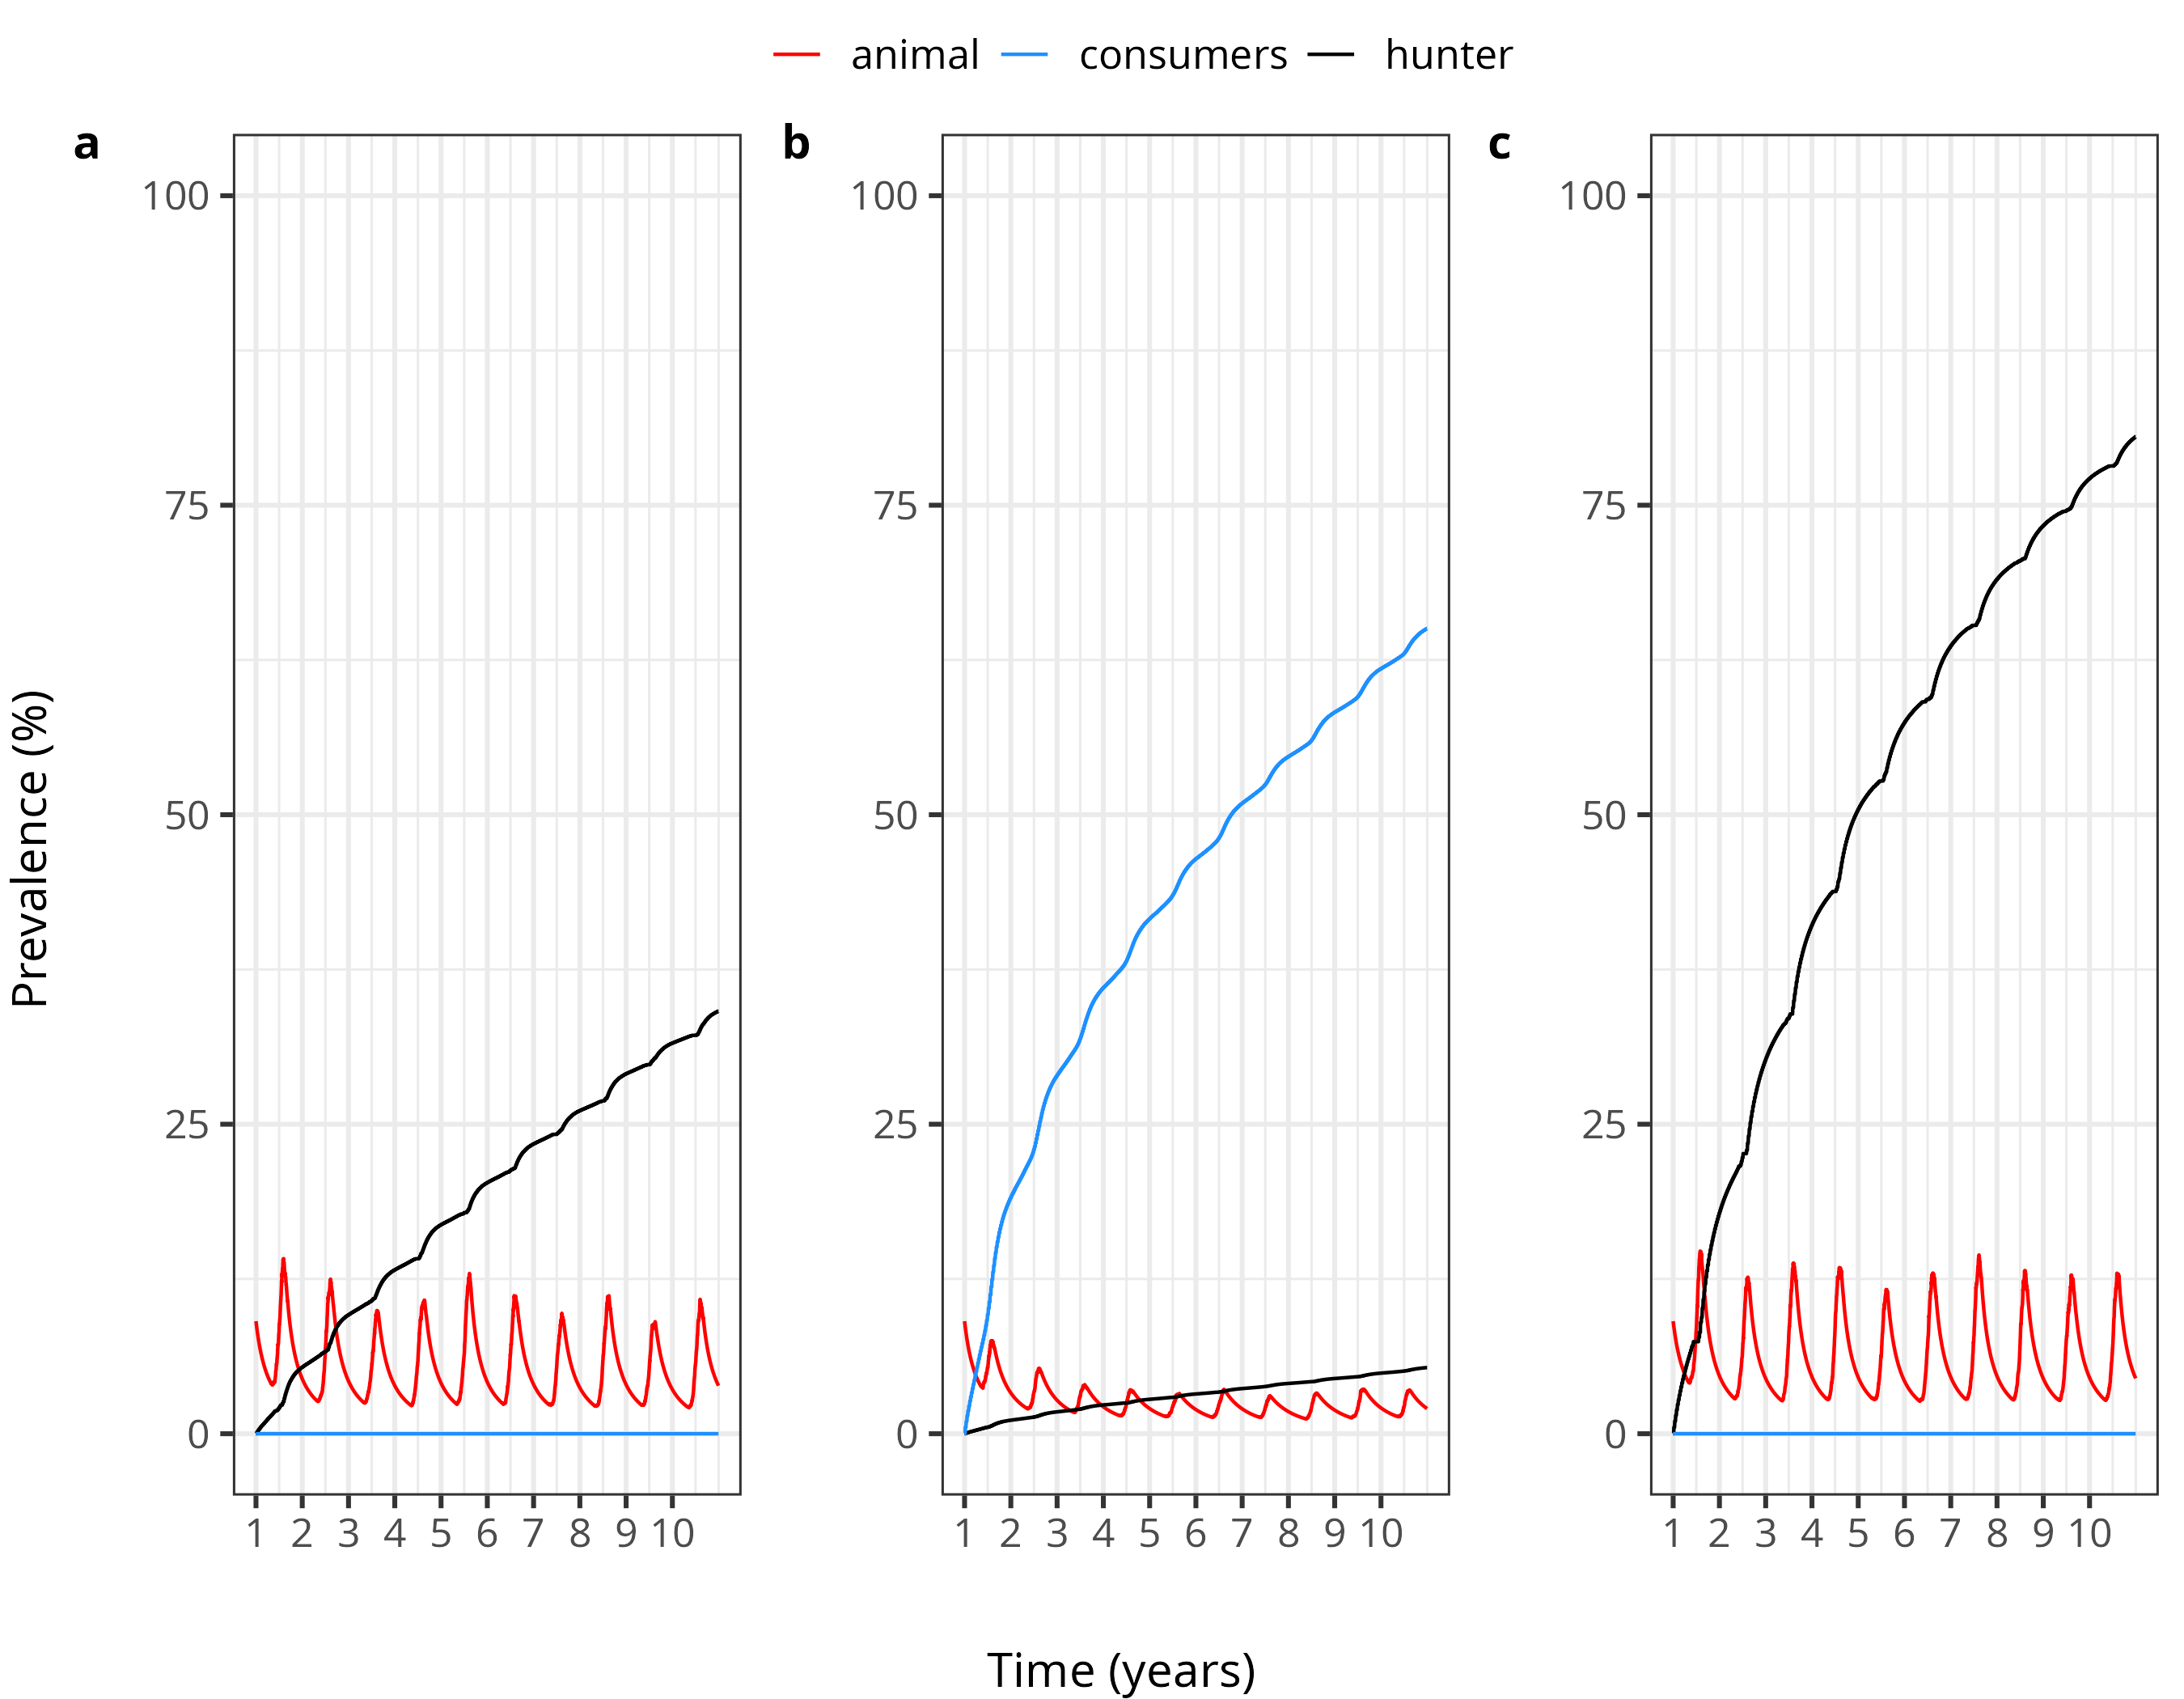 animal consumers hunter
a b c
100 100 100
75 75 75
50 50 50
25 25 25
0 0 0
Prevalence (%)
1 2 3 4 5 6 7 8 9 10 1 2 3 4 5 6 7 8 9 10 1 2 3 4 5 6 7 8 9 10
Time (years)